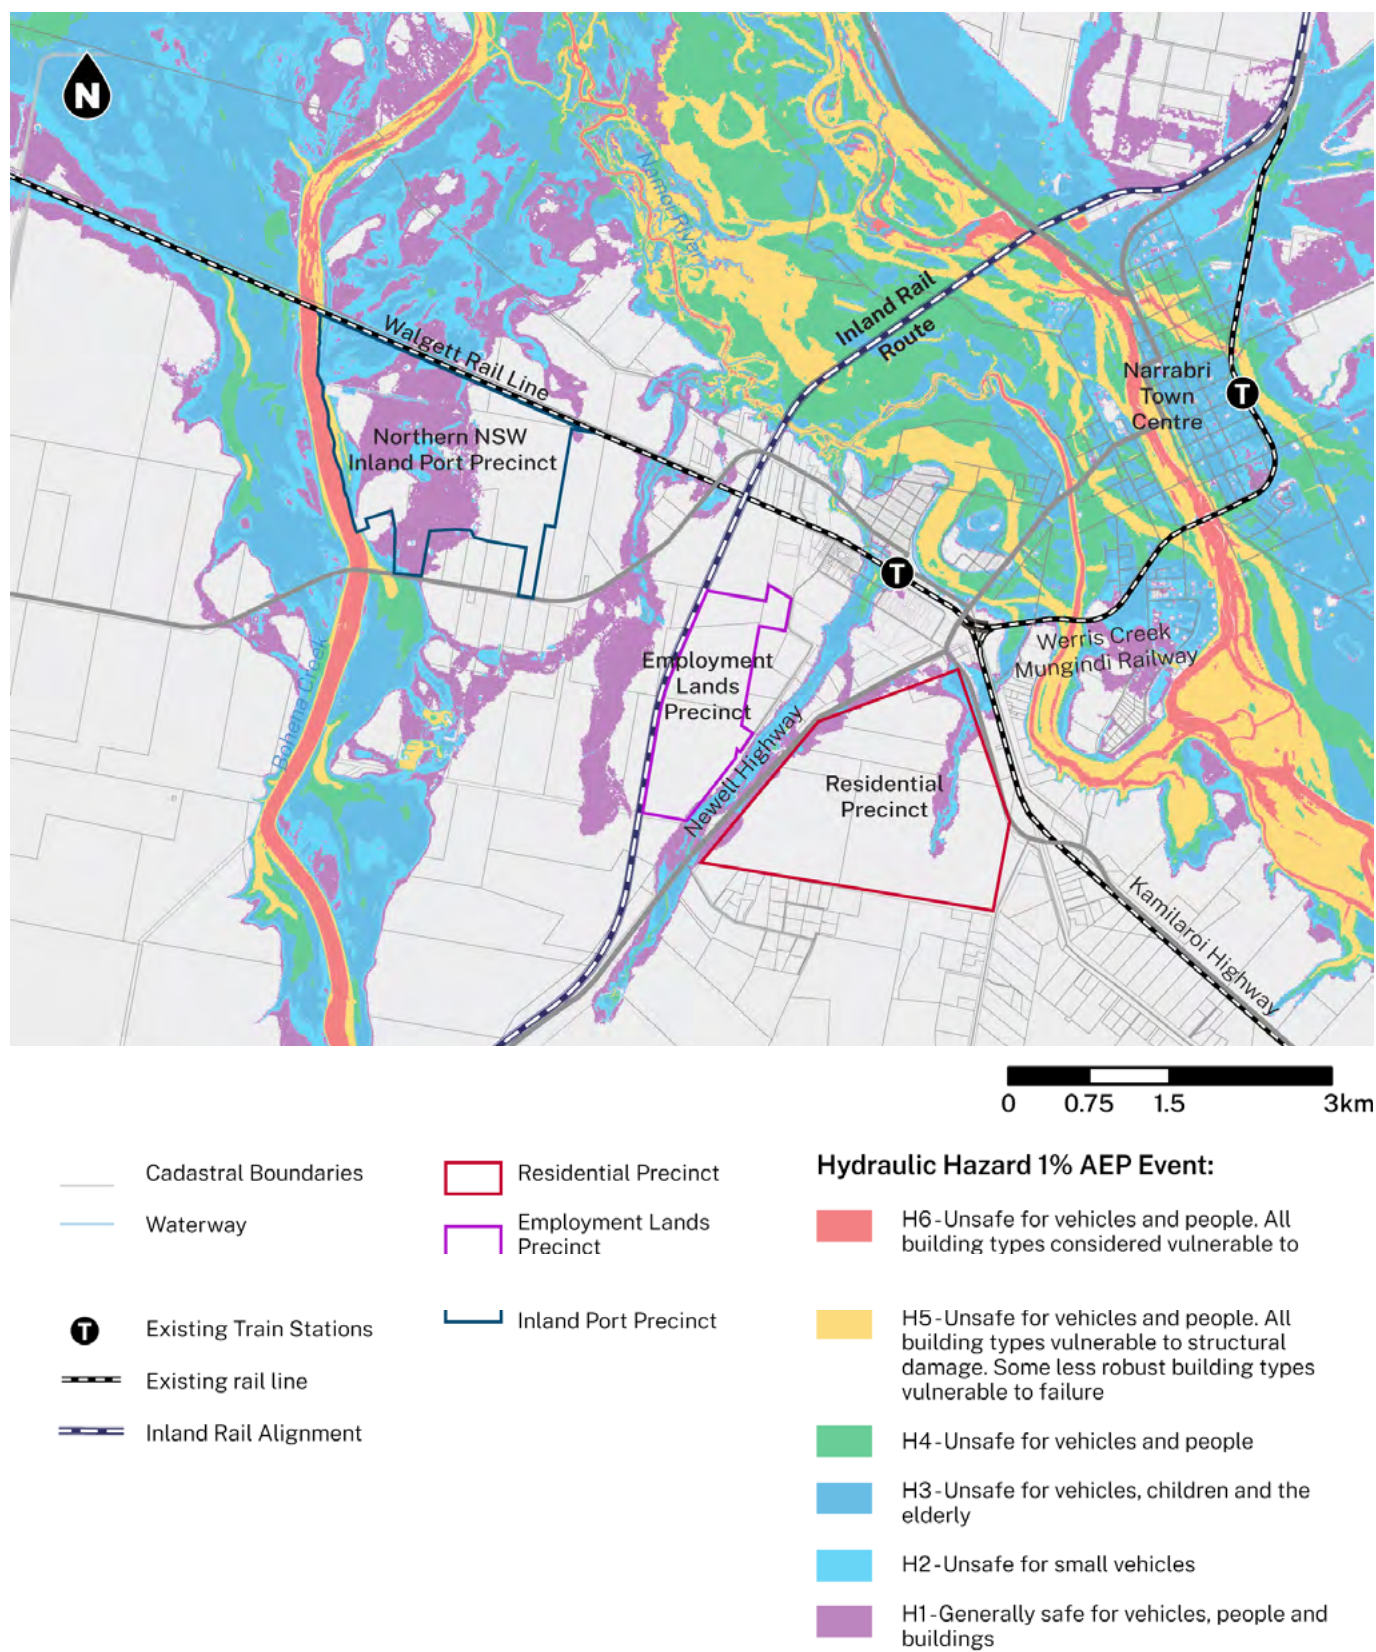 N
Namoi River
Inland Rail
Route
Walgett Rail Line
Narrabri
Town
Centre
T
Northern NSW
Inland Port Precinct
T
Werris Creek
Mungindi Railway
Employment
Lands
Precinct
Bohena Creek
Newell Highway
Residential
Precinct
Kamilaroi Highway
0 0.75 1.5 3km
Cadastral Boundaries
Waterway
T Existing Train Stations
Existing rail line
Inland Rail Alignment
Residential Precinct
Employment Lands
Precinct
Inland Port Precinct
Hydraulic Hazard 1% AEP Event:
H6-Unsafe for vehicles and people. All
building types considered vulnerable to
H5-Unsafe for vehicles and people. All
building types vulnerable to structural
damage. Some less robust building types
vulnerable to failure
H4-Unsafe for vehicles and people
H3-Unsafe for vehicles, children and the
elderly
H2-Unsafe for small vehicles
H1-Generally safe for vehicles, people and
buildings